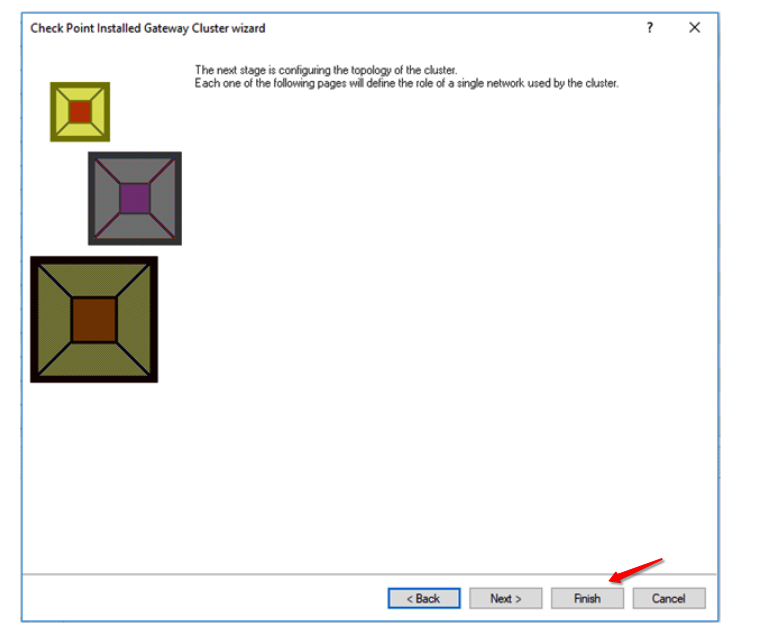 Check Point Installed Gateway Cluster wizard
?
The next stage is configuring the topology of the cluster.
Each one of the following pages will define the role of a single network used by the cluster.
< Back
Next >
Finish
Cancel